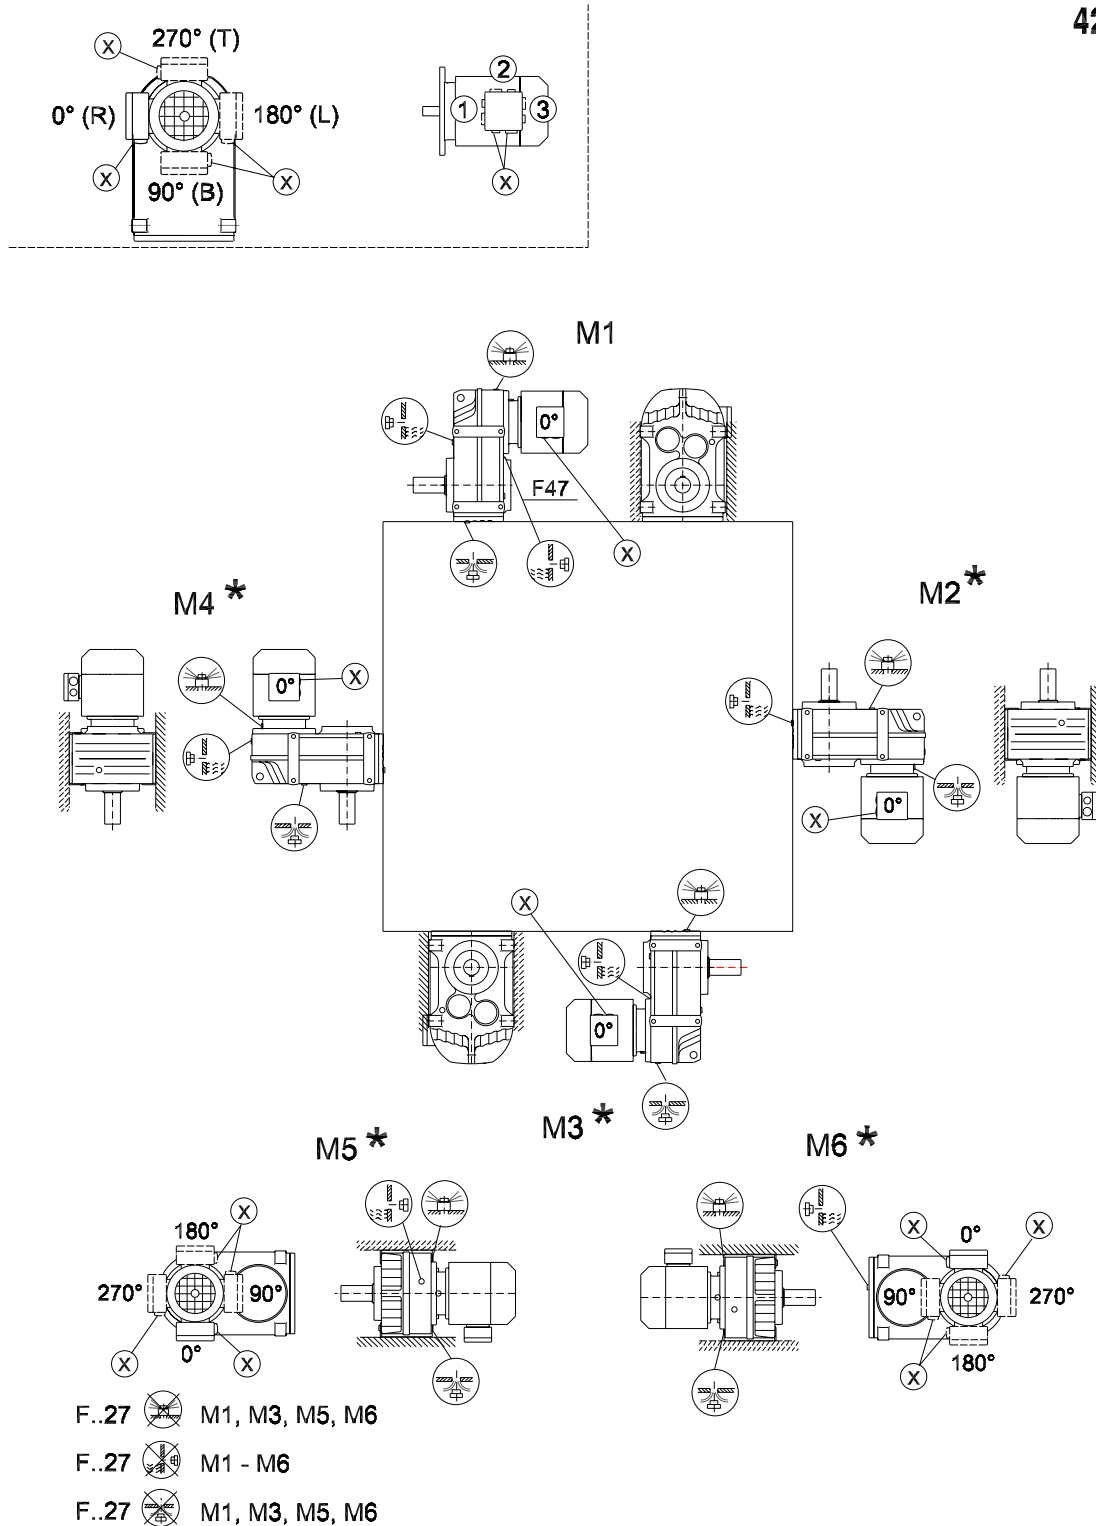 42
270° (T)
X
2
0° (R)
180° (L)
1
3
X
X
90° (B)
X
M1
0°
F47
X
M4 *
M2 *
0°
X
X
0°
X
0°
M3 *
M5 *
M6 *
X
180°
270°
90°
0°
X
X
X
0°
X
90°
270°
180°
X
F..27 M1, M3, M5, M6
F..27 M1 - M6
F..27 M1, M3, M5, M6